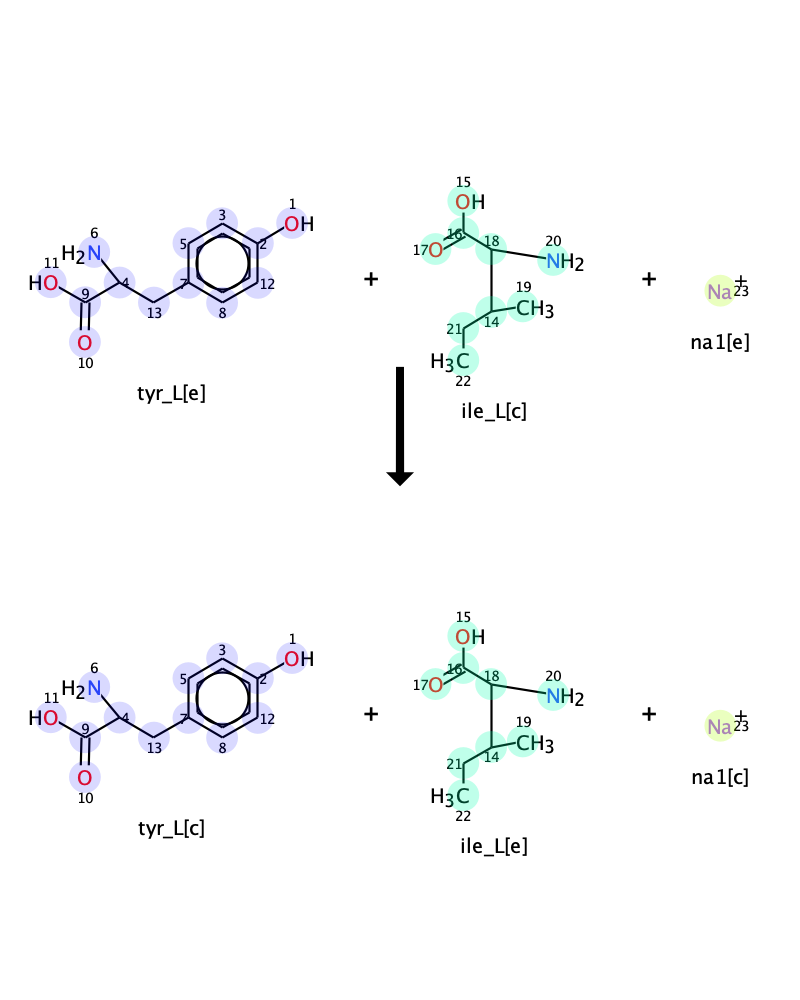 15
OH
1
OH
3
6
H2N
5
2
16
17
O
18
20
NH2
11
HO
4
7
12
+
+
Na
+
23
9
13
8
19
CH3
14
O
10
21
H3C
22
na1[e]
tyr_L[e]
ile_L[c]
15
OH
1
OH
3
6
H2N
5
2
16
17
O
18
20
NH2
11
HO
4
7
12
+
+
Na
+
23
9
13
8
19
CH3
14
O
10
21
H3C
22
na1[c]
tyr_L[c]
ile_L[e]